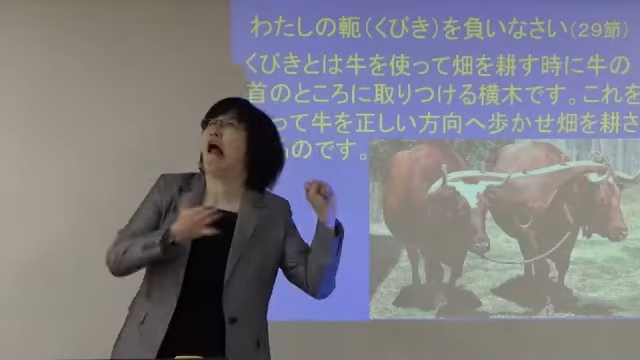 わたしの軛(くびき)を負いなさい(29節)
くびきとは牛を使って畑を耕す時に牛の
首のところに取りつける横木です。これを
って牛を正しい方向へ歩かせ畑を耕さ
のです。